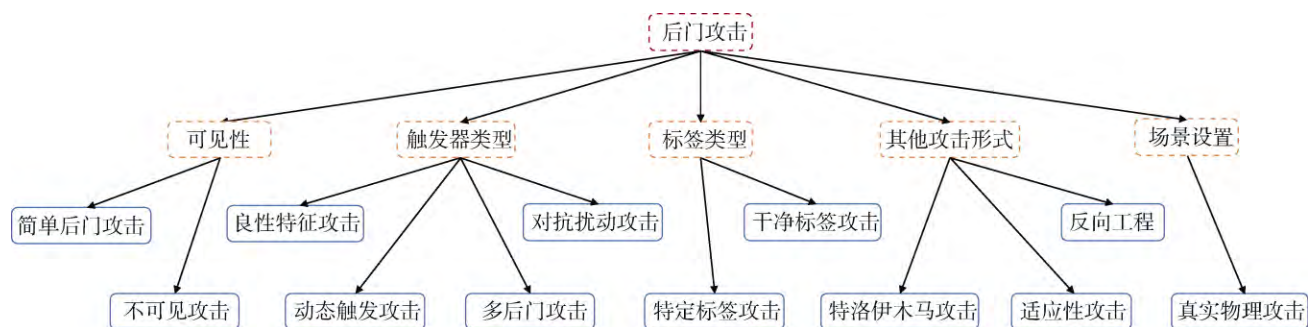 后门攻击
可见性
触发器类型
标签类型
其他攻击形式
场景设置
简单后门攻击
良性特征攻击
对抗扰动攻击
干净标签攻击
反向工程
不可见攻击
动态触发攻击
多后门攻击
特定标签攻击
特洛伊木马攻击
适应性攻击
真实物理攻击